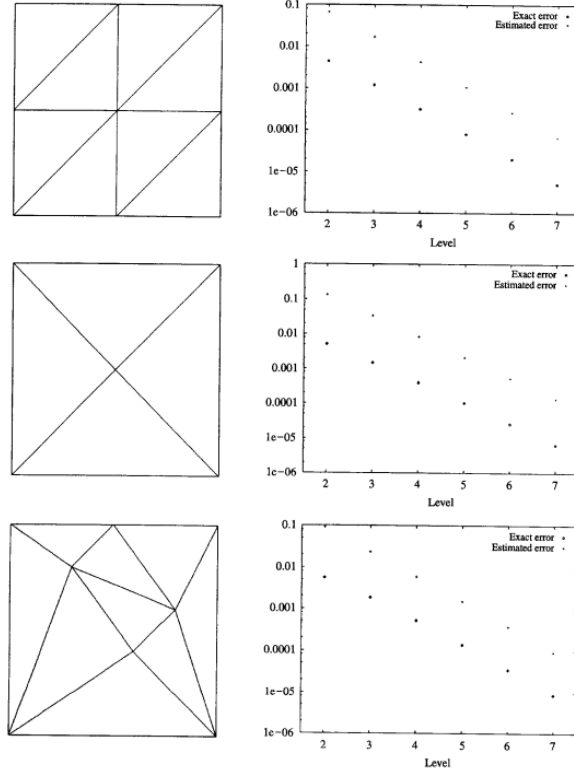 0.1
Exact error
Estimated error
0.01
0.001
0.0001
1e-05
1e-06
2 3 4 5 6 7
Level
1
Exact error
Estimated error
0.1
0.01
0.001
0.0001
1e-05
1e-06
2 3 4 5 6 7
Level
0.1
Exact error
Estimated error
0.01
0.001
0.0001
1e-05
1e-06
2 3 4 5 6 7
Level